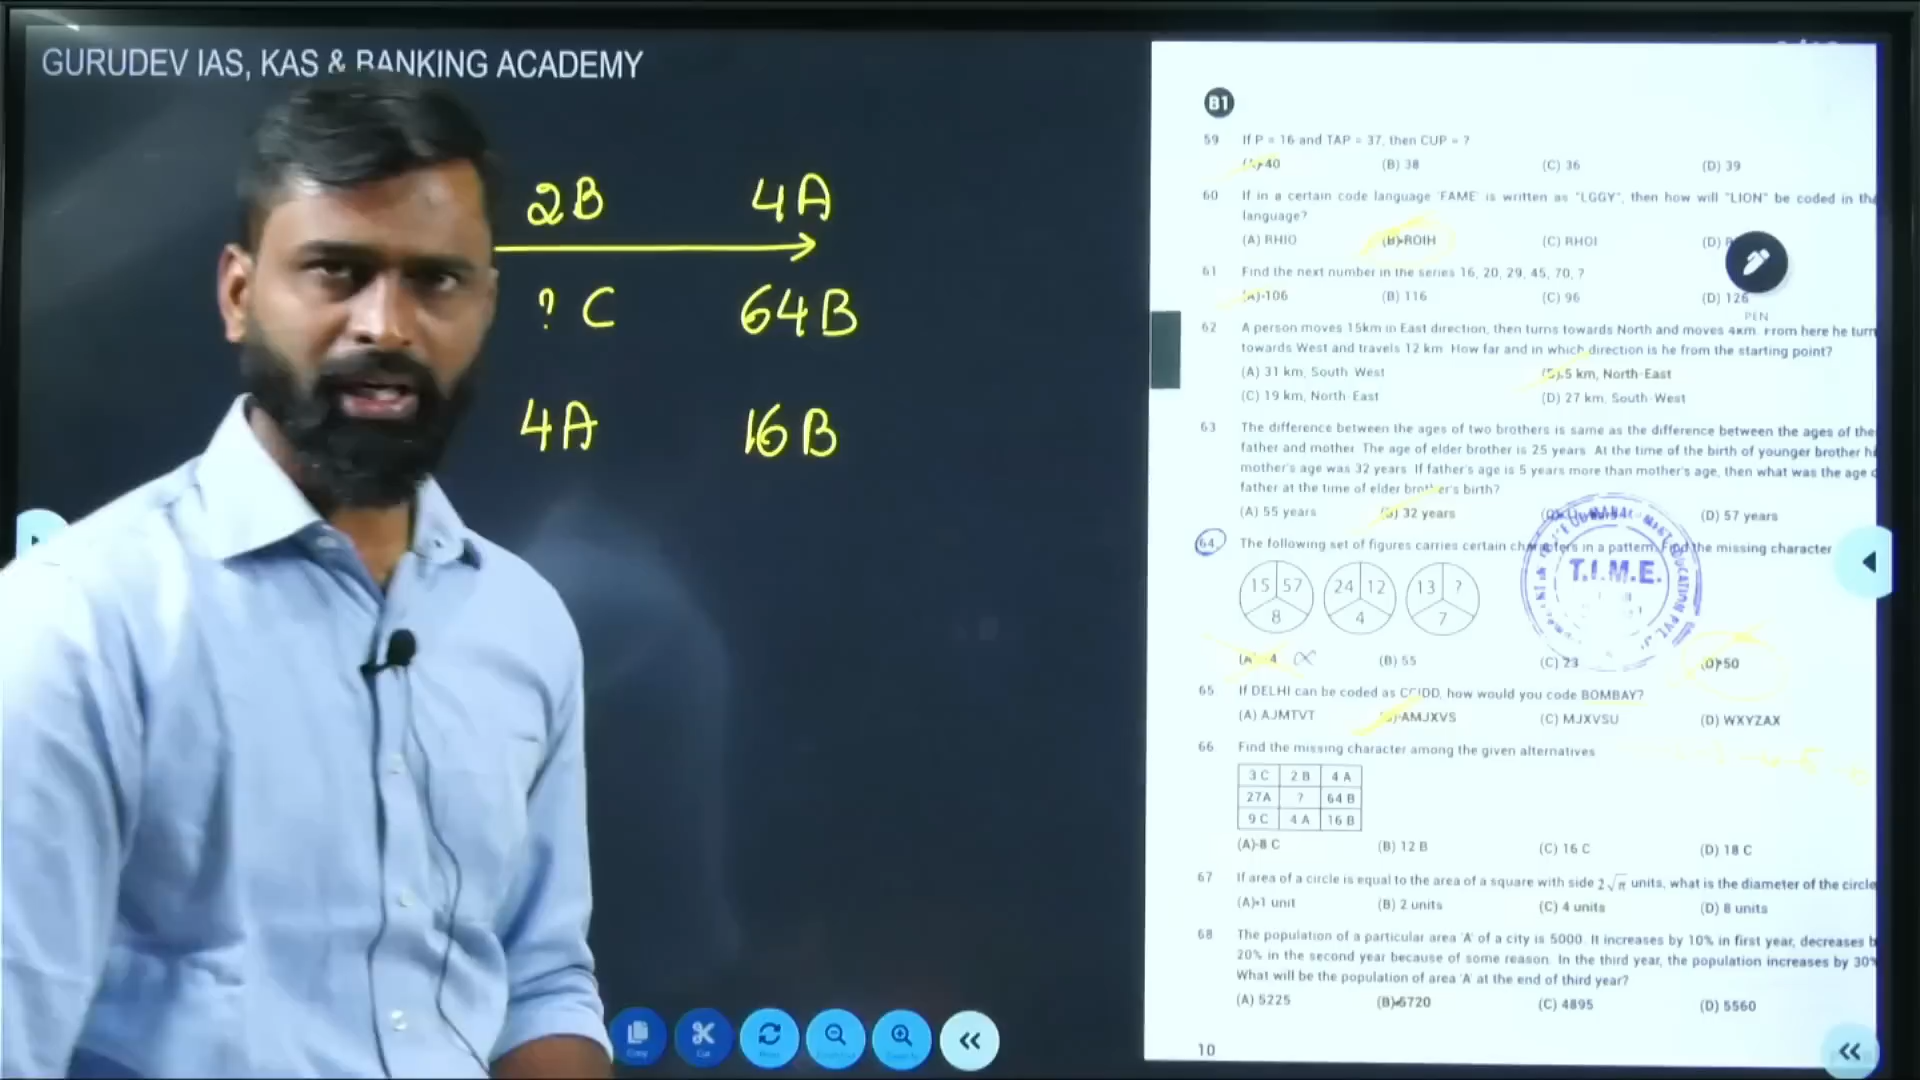 GURUDEV IAS, KAS & BANKING ACADEMY
2B 4A
? C 64B
4A 16B
B1
59 If P = 16 and TAP = 37, then CUP = ?
40 (B) 38 (C) 36 (D) 39
60 If in a certain code language 'FAME' is written as "LGGY", then how will "LION" be coded in
language?
(A) RHIO (B) ROIH (C) RHOI (D)
61 Find the next number in the series 16, 20, 29, 45, 70, ?
(A) 106 (B) 116 (C) 96 (D) 126
PEN
62 A person moves 15km in East direction, then turns towards North and moves 4km. From here he turn
towards West and travels 12 km. How far and in which direction is he from the starting point?
(A) 31 km, South-West 5 km, North-East
(C) 19 km, North-East (D) 27 km, South-West
63 The difference between the ages of two brothers is same as the difference between the ages of the
father and mother. The age of elder brother is 25 years. At the time of the birth of younger brother
mother's age was 32 years. If father's age is 5 years more than mother's age, then what was the age
father at the time of elder brother's birth?
(A) 55 years 32 years (D) 57 years
64 The following set of figures carries certain characters in a pattern. Find the missing character
15 57 24 12 13 ?
8 4 7
T.I.M.E.
4 (B) 55 (C) 23 (D) 50
65 If DELHI can be coded as CCIDD, how would you code BOMBAY?
(A) AJMTVT AMJXVS (C) MJXVSU (D) WXYZAX
66 Find the missing character among the given alternatives
3 C 2 B 4 A
27A ? 64 B
9 C 4 A 16 B
(A) 8 C (B) 12 B (C) 16 C (D) 18 C
67 If area of a circle is equal to the area of a square with side 2√π units, what is the diameter of the circle
(A) 1 unit (B) 2 units (C) 4 units (D) 8 units
68 The population of a particular area 'A' of a city is 5000. It increases by 10% in first year, decreases
20% in the second year because of some reason. In the third year, the population increases by 30%
What will be the population of area 'A' at the end of third year?
(A) 5225 (B) 5720 (C) 4895 (D) 5560
10
Copy Cut